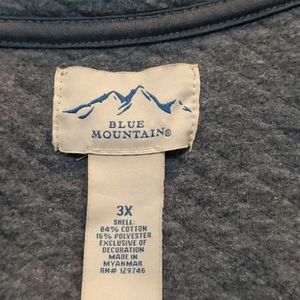 BLUE
MOUNTAIN®
3X
SHELL:
84% COTTON
16% POLYESTER
EXCLUSIVE OF
DECORATION
MADE IN
MYANMAR
RN# 129746